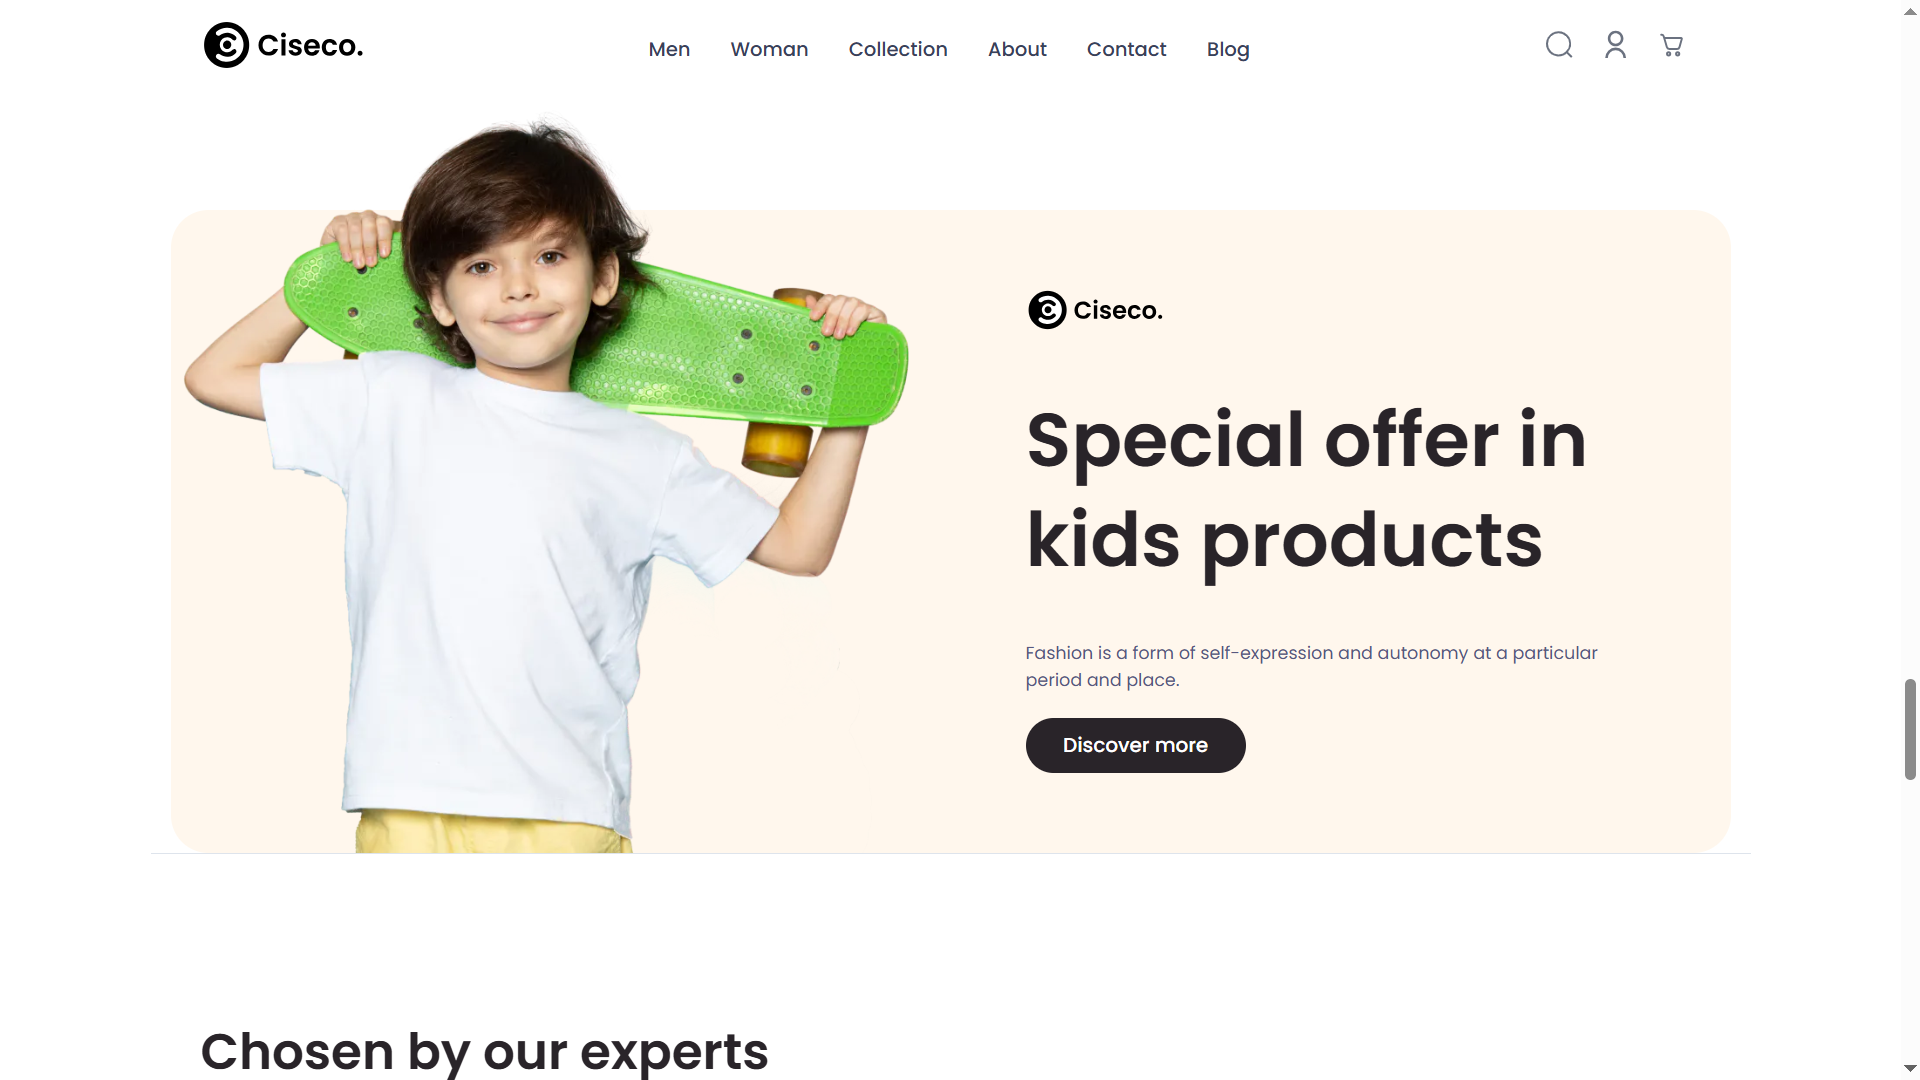 Ciseco.
Men Woman Collection About Contact Blog
Ciseco.
Special offer in
kids products
Fashion is a form of self-expression and autonomy at a particular
period and place.
Discover more
Chosen by our experts